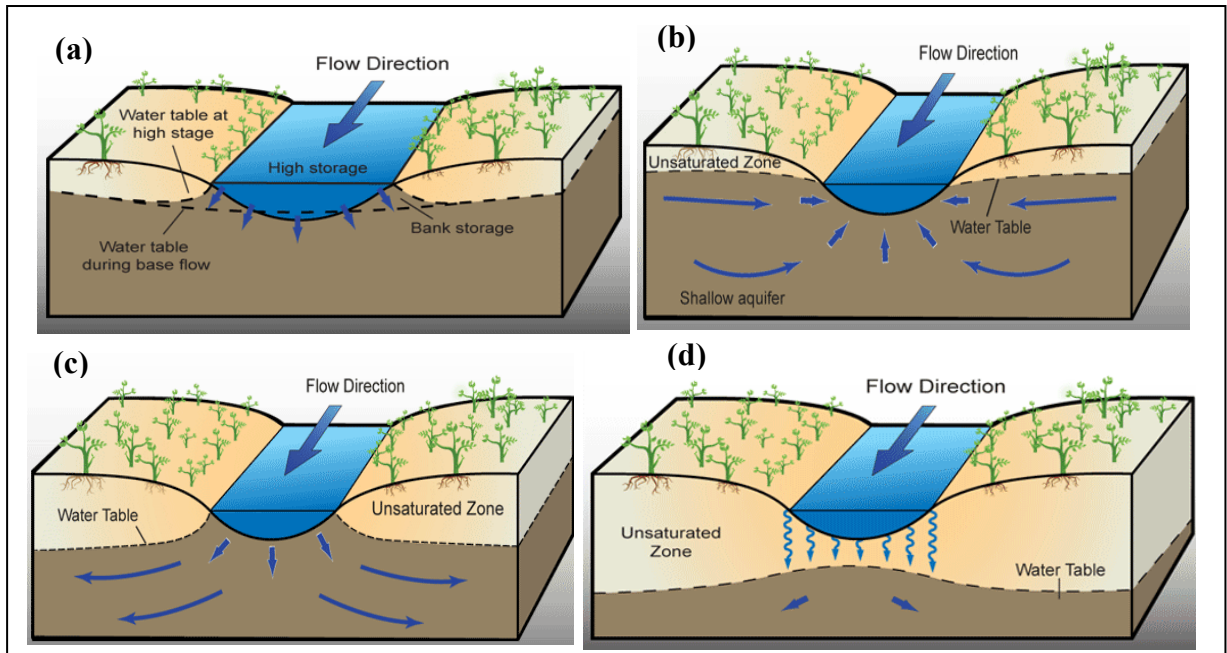 (a)
Flow Direction
Water table at
high stage
High storage
Bank storage
Water table
during base flow
(b)
Flow Direction
Unsaturated Zone
Water Table
Shallow aquifer
(c)
Flow Direction
Water Table
Unsaturated Zone
(d)
Flow Direction
Unsaturated
Zone
Water Table